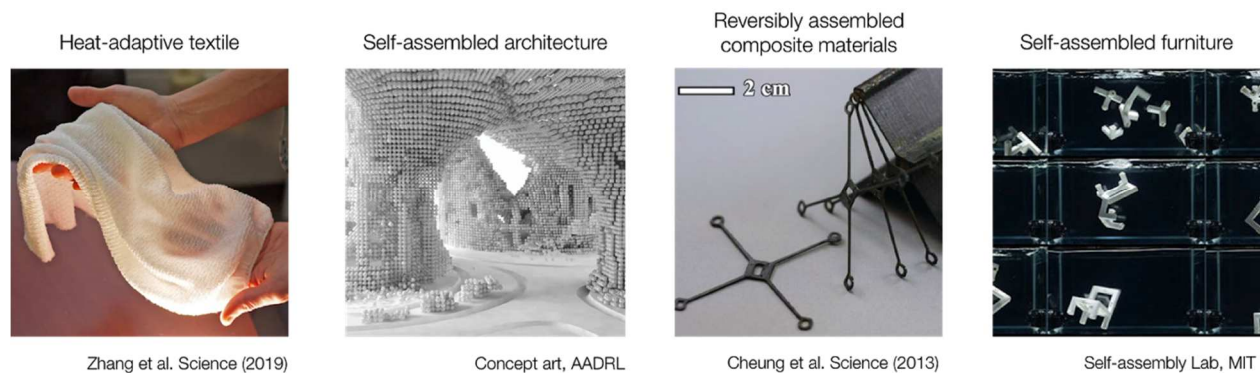 Heat-adaptive textile
Self-assembled architecture
Reversibly assembled
composite materials
Self-assembled furniture
2 cm
Zhang et al. Science (2019)
Concept art, AADRL
Cheung et al. Science (2013)
Self-assembly Lab, MIT